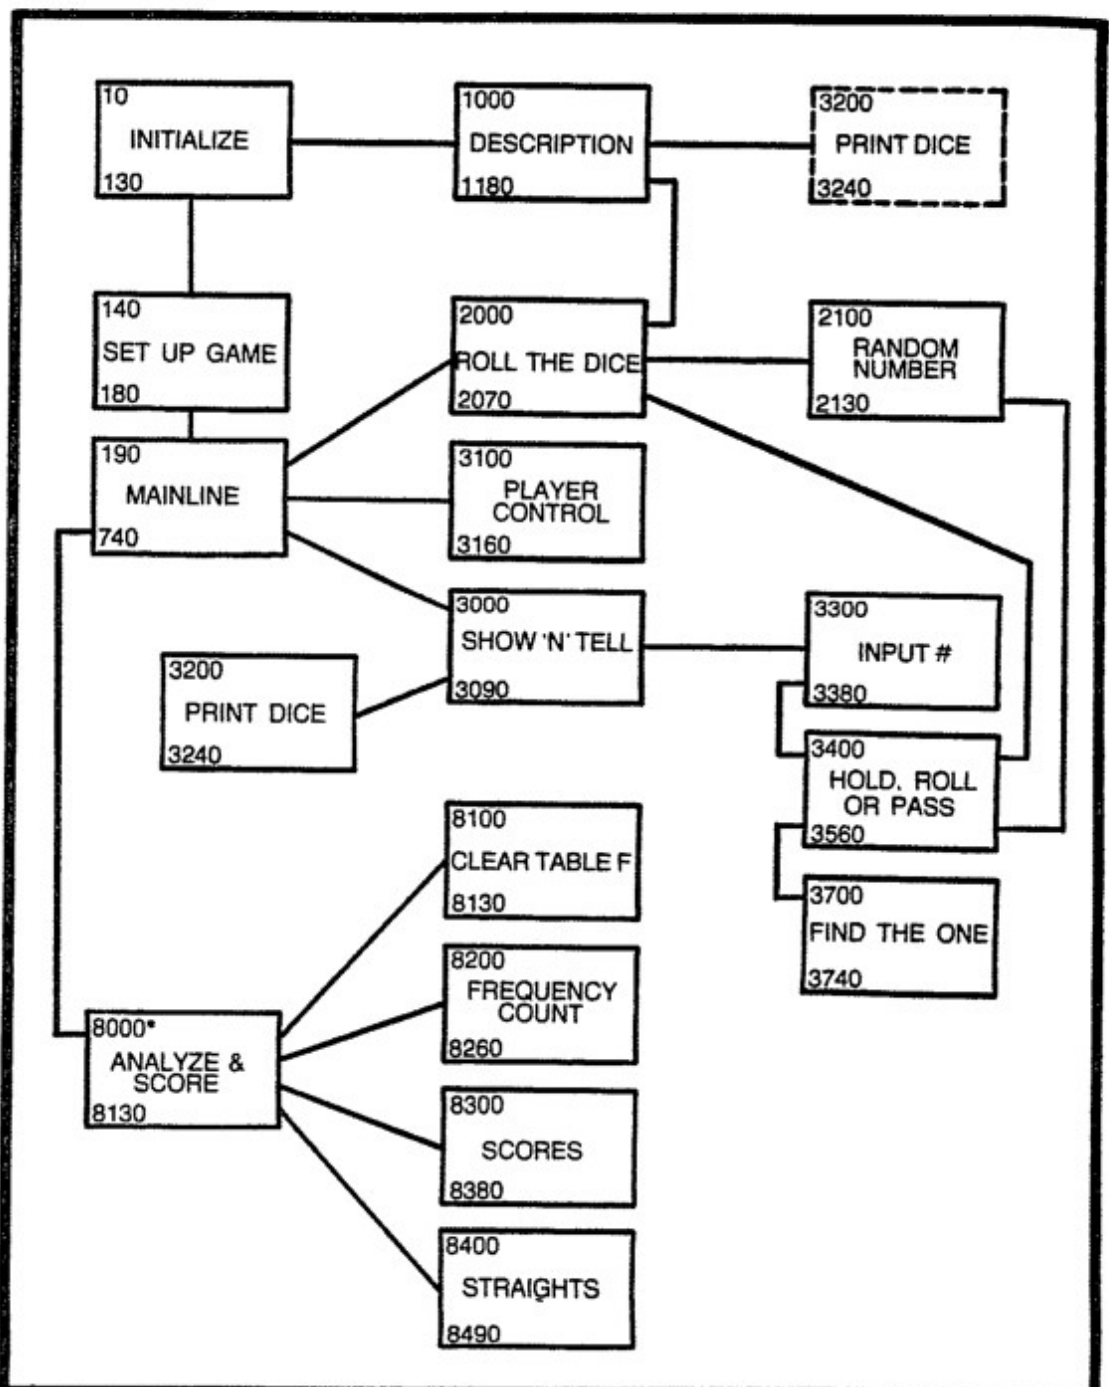 10
INITIALIZE
130
1000
DESCRIPTION
1180
3200
PRINT DICE
3240
140
SET UP GAME
180
2000
ROLL THE DICE
2070
2100
RANDOM
NUMBER
2130
190
MAINLINE
740
3100
PLAYER
CONTROL
3160
3000
SHOW 'N' TELL
3090
3300
INPUT #
3380
3200
PRINT DICE
3240
3400
HOLD, ROLL
OR PASS
3560
8100
CLEAR TABLE F
8130
3700
FIND THE ONE
3740
8200
FREQUENCY
COUNT
8260
8000*
ANALYZE &
SCORE
8130
8300
SCORES
8380
8400
STRAIGHTS
8490